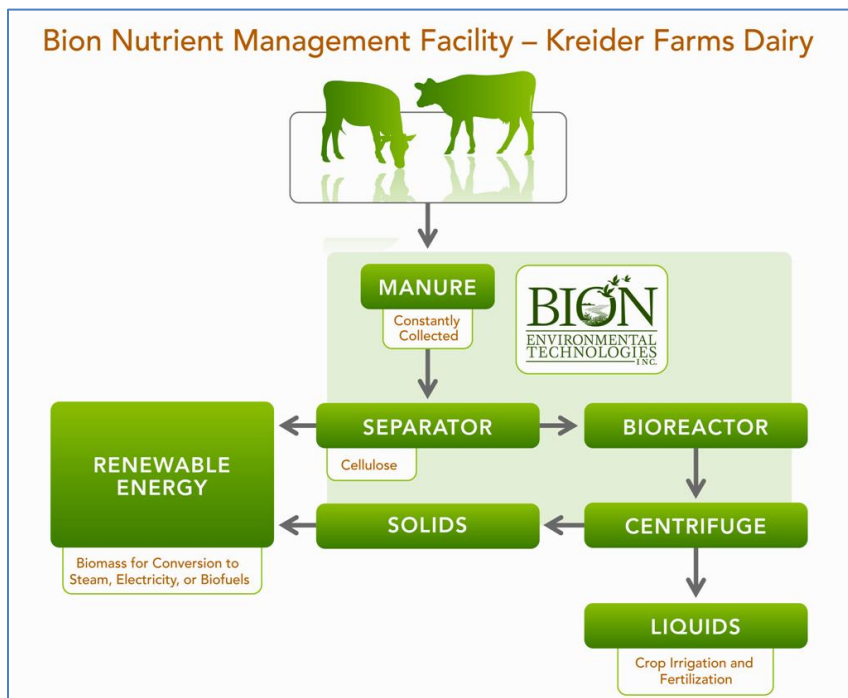 Bion Nutrient Management Facility – Kreider Farms Dairy
MANURE
Constantly
Collected
BION
ENVIRONMENTAL
TECHNOLOGIES
INC.
SEPARATOR
Cellulose
BIOREACTOR
RENEWABLE
ENERGY
Biomass for Conversion to
Steam, Electricity, or Biofuels
SOLIDS
CENTRIFUGE
LIQUIDS
Crop Irrigation and
Fertilization